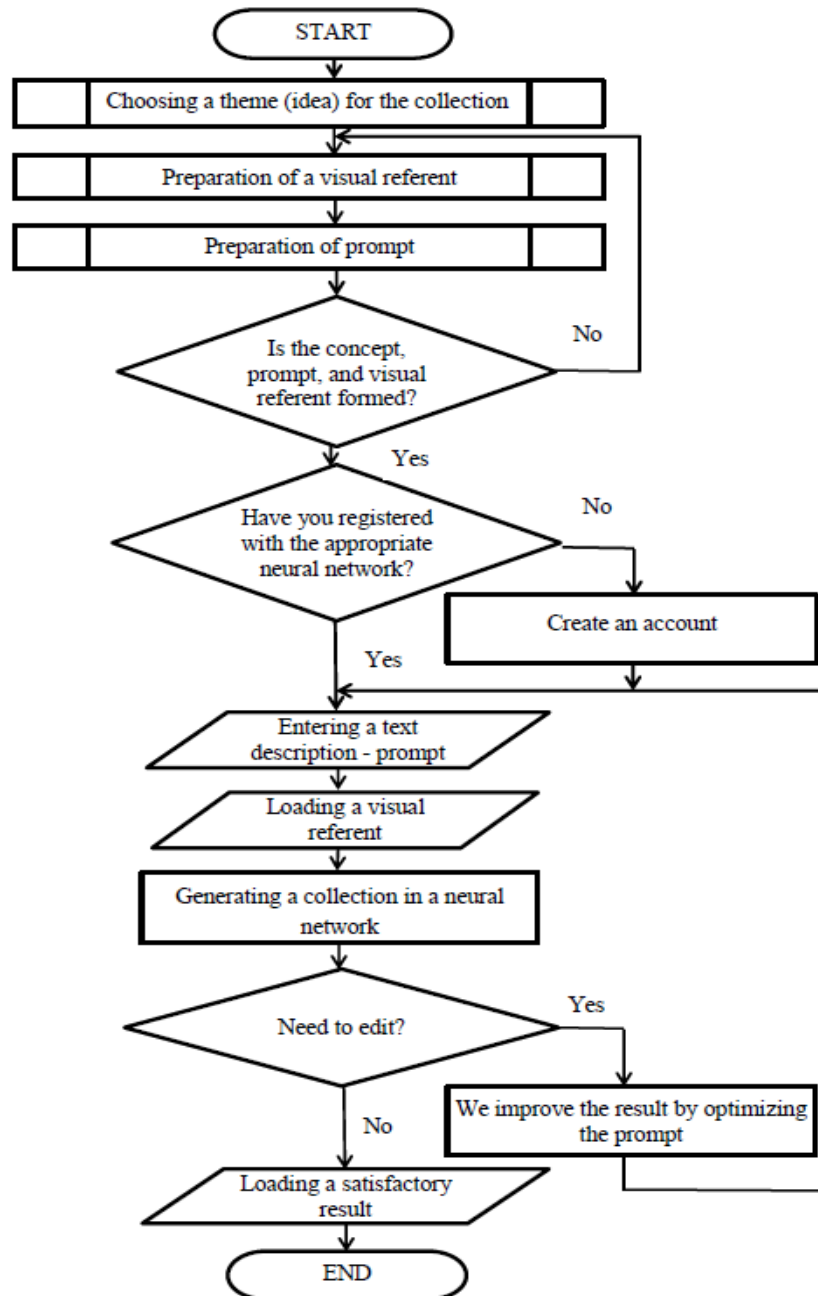 START
Choosing a theme (idea) for the collection
Preparation of a visual referent
Preparation of prompt
Is the concept,
prompt, and visual
referent formed?
No
Yes
Have you registered
with the appropriate
neural network?
No
Create an account
Yes
Entering a text
description - prompt
Loading a visual
referent
Generating a collection in a neural
network
Need to edit?
Yes
We improve the result by optimizing
the prompt
No
Loading a satisfactory
result
END